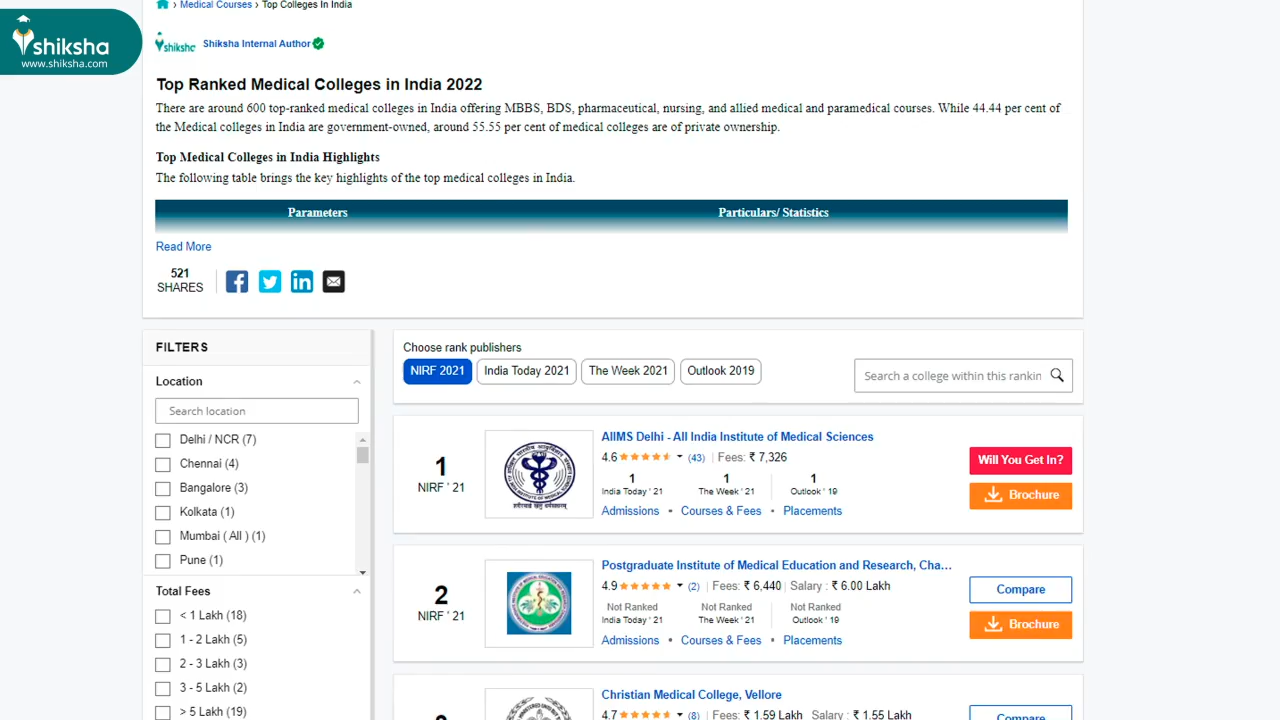 › Medical Courses › Top Colleges In India
shiksha
www.shiksha.com
shiksha Shiksha Internal Author
Top Ranked Medical Colleges in India 2022
There are around 600 top-ranked medical colleges in India offering MBBS, BDS, pharmaceutical, nursing, and allied medical and paramedical courses. While 44.44 per cent of
the Medical colleges in India are government-owned, around 55.55 per cent of medical colleges are of private ownership.
Top Medical Colleges in India Highlights
The following table brings the key highlights of the top medical colleges in India.
Parameters Particulars/ Statistics
Read More
521
SHARES
FILTERS
Location
Search location
Delhi / NCR (7)
Chennai (4)
Bangalore (3)
Kolkata (1)
Mumbai ( All ) (1)
Pune (1)
Total Fees
< 1 Lakh (18)
1 - 2 Lakh (5)
2 - 3 Lakh (3)
3 - 5 Lakh (2)
> 5 Lakh (19)
Choose rank publishers
NIRF 2021 India Today 2021 The Week 2021 Outlook 2019
Search a college within this rankin
1
NIRF ' 21
AIIMS Delhi - All India Institute of Medical Sciences
4.6 (43) | Fees: ₹ 7,326
1 1 1
India Today ' 21 The Week ' 21 Outlook ' 19
Admissions • Courses & Fees • Placements
Will You Get In?
Brochure
2
NIRF ' 21
Postgraduate Institute of Medical Education and Research, Cha...
4.9 (2) | Fees: ₹ 6,440 | Salary : ₹ 6.00 Lakh
Not Ranked Not Ranked Not Ranked
India Today ' 21 The Week ' 21 Outlook ' 19
Admissions • Courses & Fees • Placements
Compare
Brochure
Christian Medical College, Vellore
4.7 (8) | Fees: ₹ 1.59 Lakh Salary : ₹ 1.55 Lakh
Compare